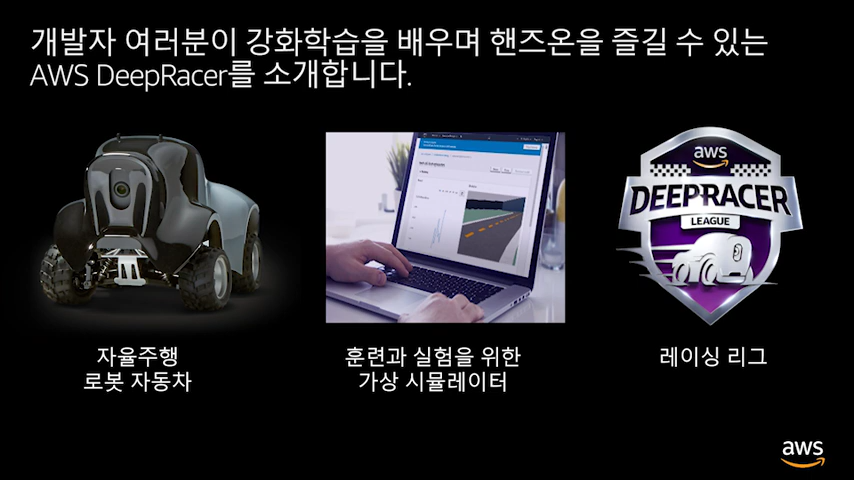 개발자 여러분이 강화학습을 배우며 핸즈온을 즐길 수 있는
AWS DeepRacer를 소개합니다.
aws
DEEPRACER
LEAGUE
자율주행
로봇 자동차
훈련과 실험을 위한
가상 시뮬레이터
레이싱 리그
aws